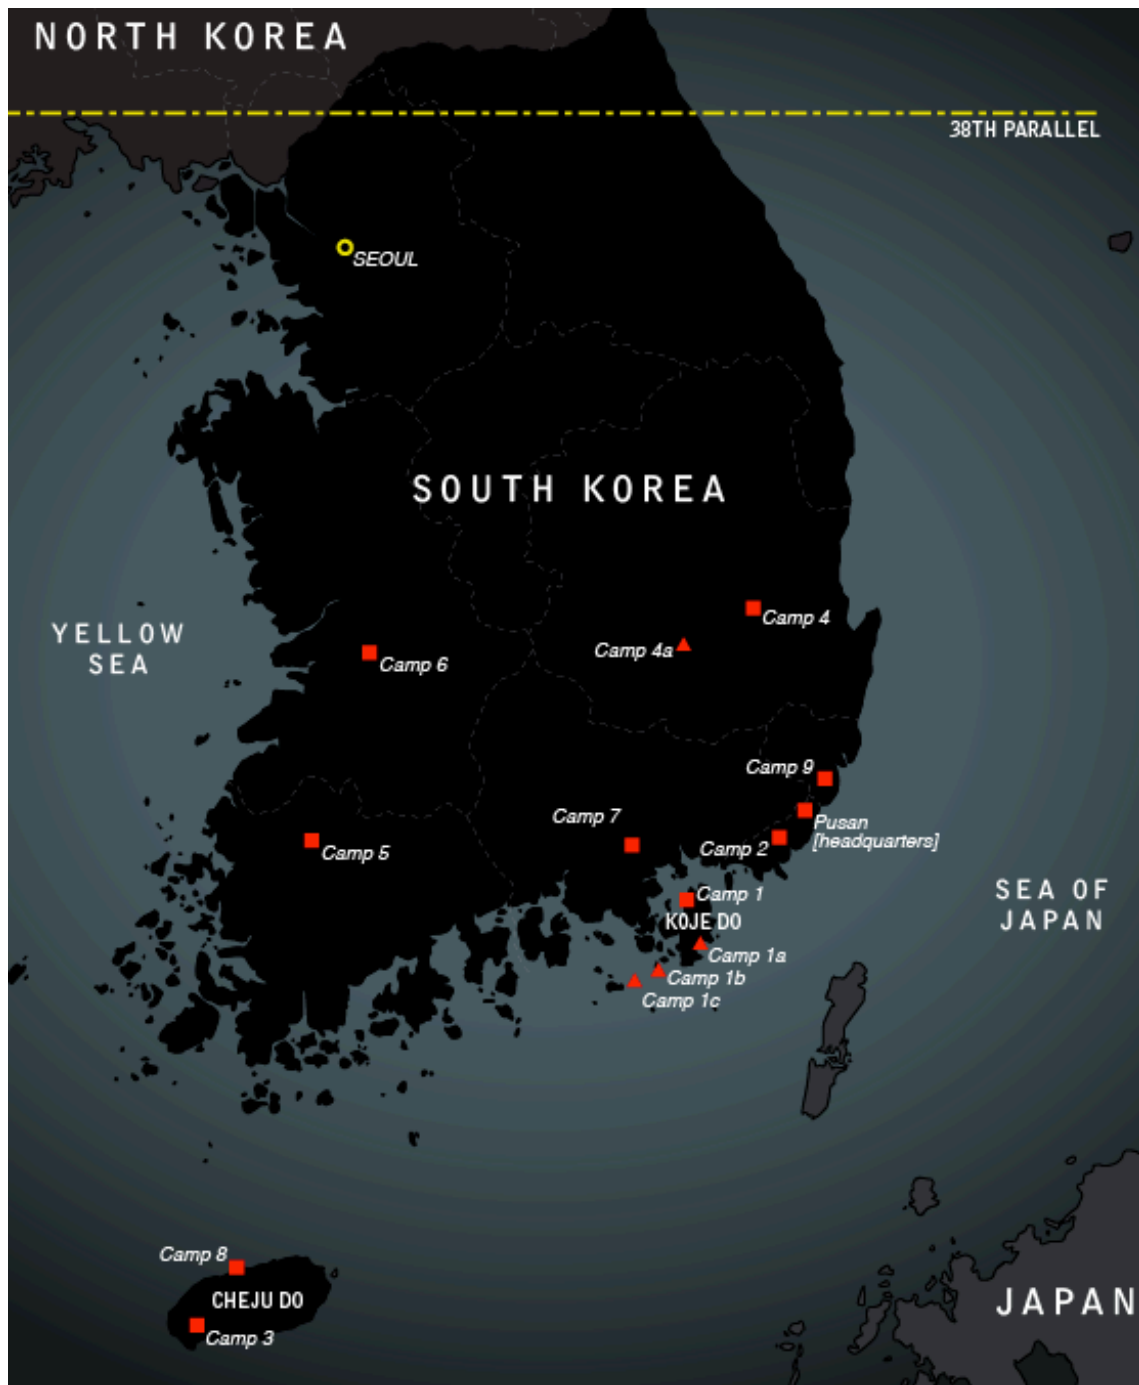 NORTH KOREA
38TH PARALLEL
SEOUL
SOUTH KOREA
YELLOW
SEA
Camp 4
Camp 4a
Camp 6
Camp 9
Camp 7
Pusan
[headquarters]
Camp 2
Camp 5
Camp 1
KOJE DO
SEA OF
JAPAN
Camp 1a
Camp 1b
Camp 1c
Camp 8
CHEJU DO
JAPAN
Camp 3